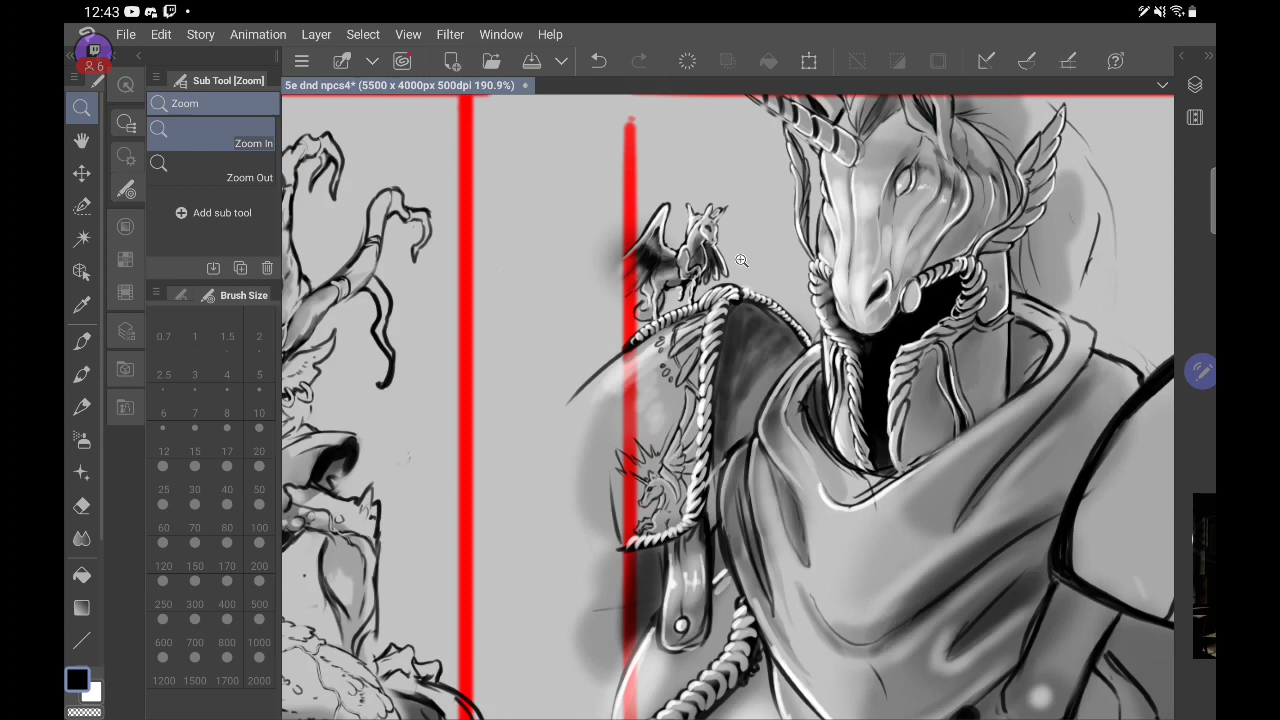 12:43
File Edit Story Animation Layer Select View Filter Window Help
6
Sub Tool [Zoom]
5e dnd npcs4* (5500 x 4000px 500dpi 190.9%)
Zoom
Zoom In
Zoom Out
Add sub tool
Brush Size
0.7 1 1.5 2
2.5 3 4 5
6 7 8 10
12 15 17 20
25 30 40 50
60 70 80 100
120 150 170 200
250 300 400 500
600 700 800 1000
1200 1500 1700 2000